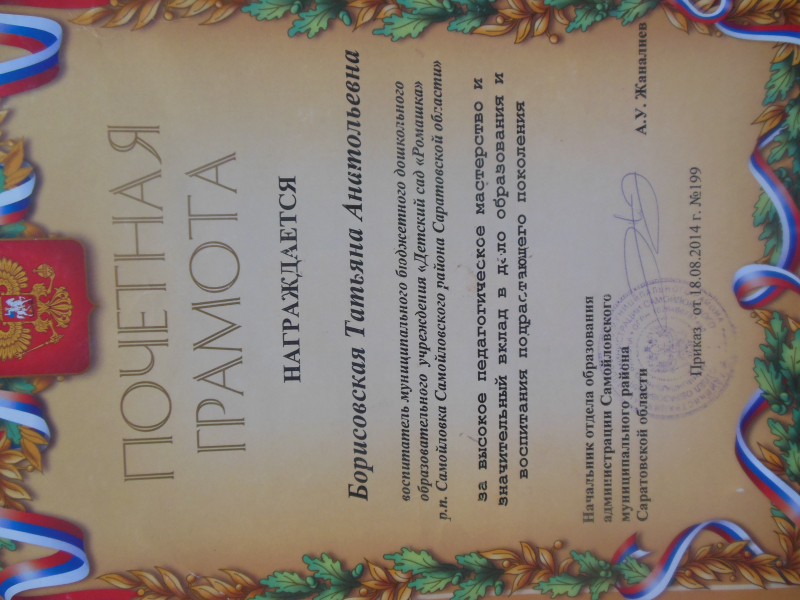 ПОЧЕТНАЯ
ГРАМОТА
НАГРАЖДАЕТСЯ
Борисовская Татьяна Анатольевна
воспитатель муниципального бюджетного дошкольного
образовательного учреждения «Детский сад «Ромашка»
р.п. Самойловка Самойловского района Саратовской области»
за высокое педагогическое мастерство и
значительный вклад в дело образования и
воспитания подрастающего поколения
Начальник отдела образования
администрации Самойловского
муниципального района
Саратовской области А.У. Жаналиев
Приказ от 18.08.2014 г. №199